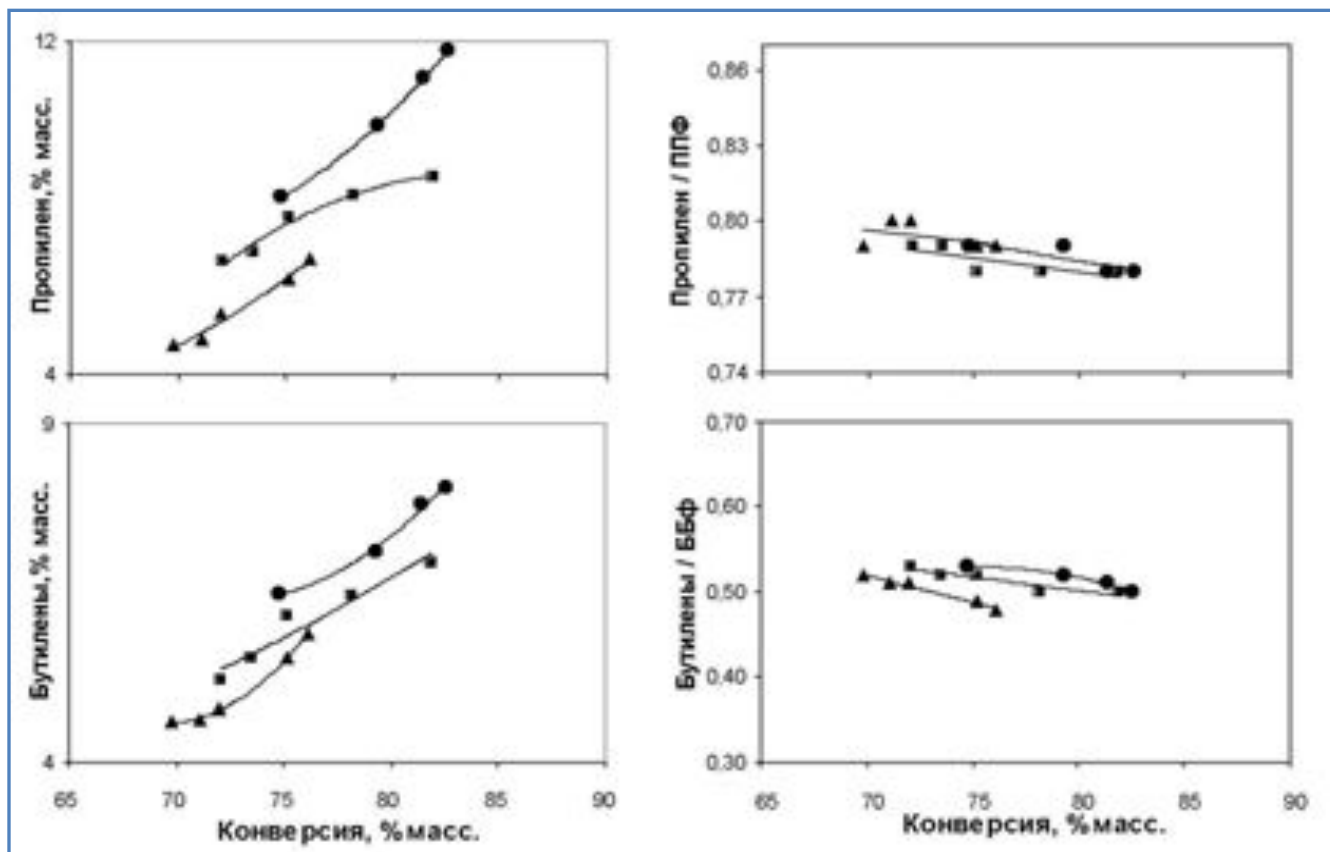 12
Пропилен, % масс.
4
0,86
0,83
0,80
0,77
0,74
Пропилен / ППФ
9
Бутилены, % масс.
4
65 70 75 80 85 90
Конверсия, % масс.
0,70
0,60
0,50
0,40
0,30
Бутилены / ББф
65 70 75 80 85 90
Конверсия, % масс.